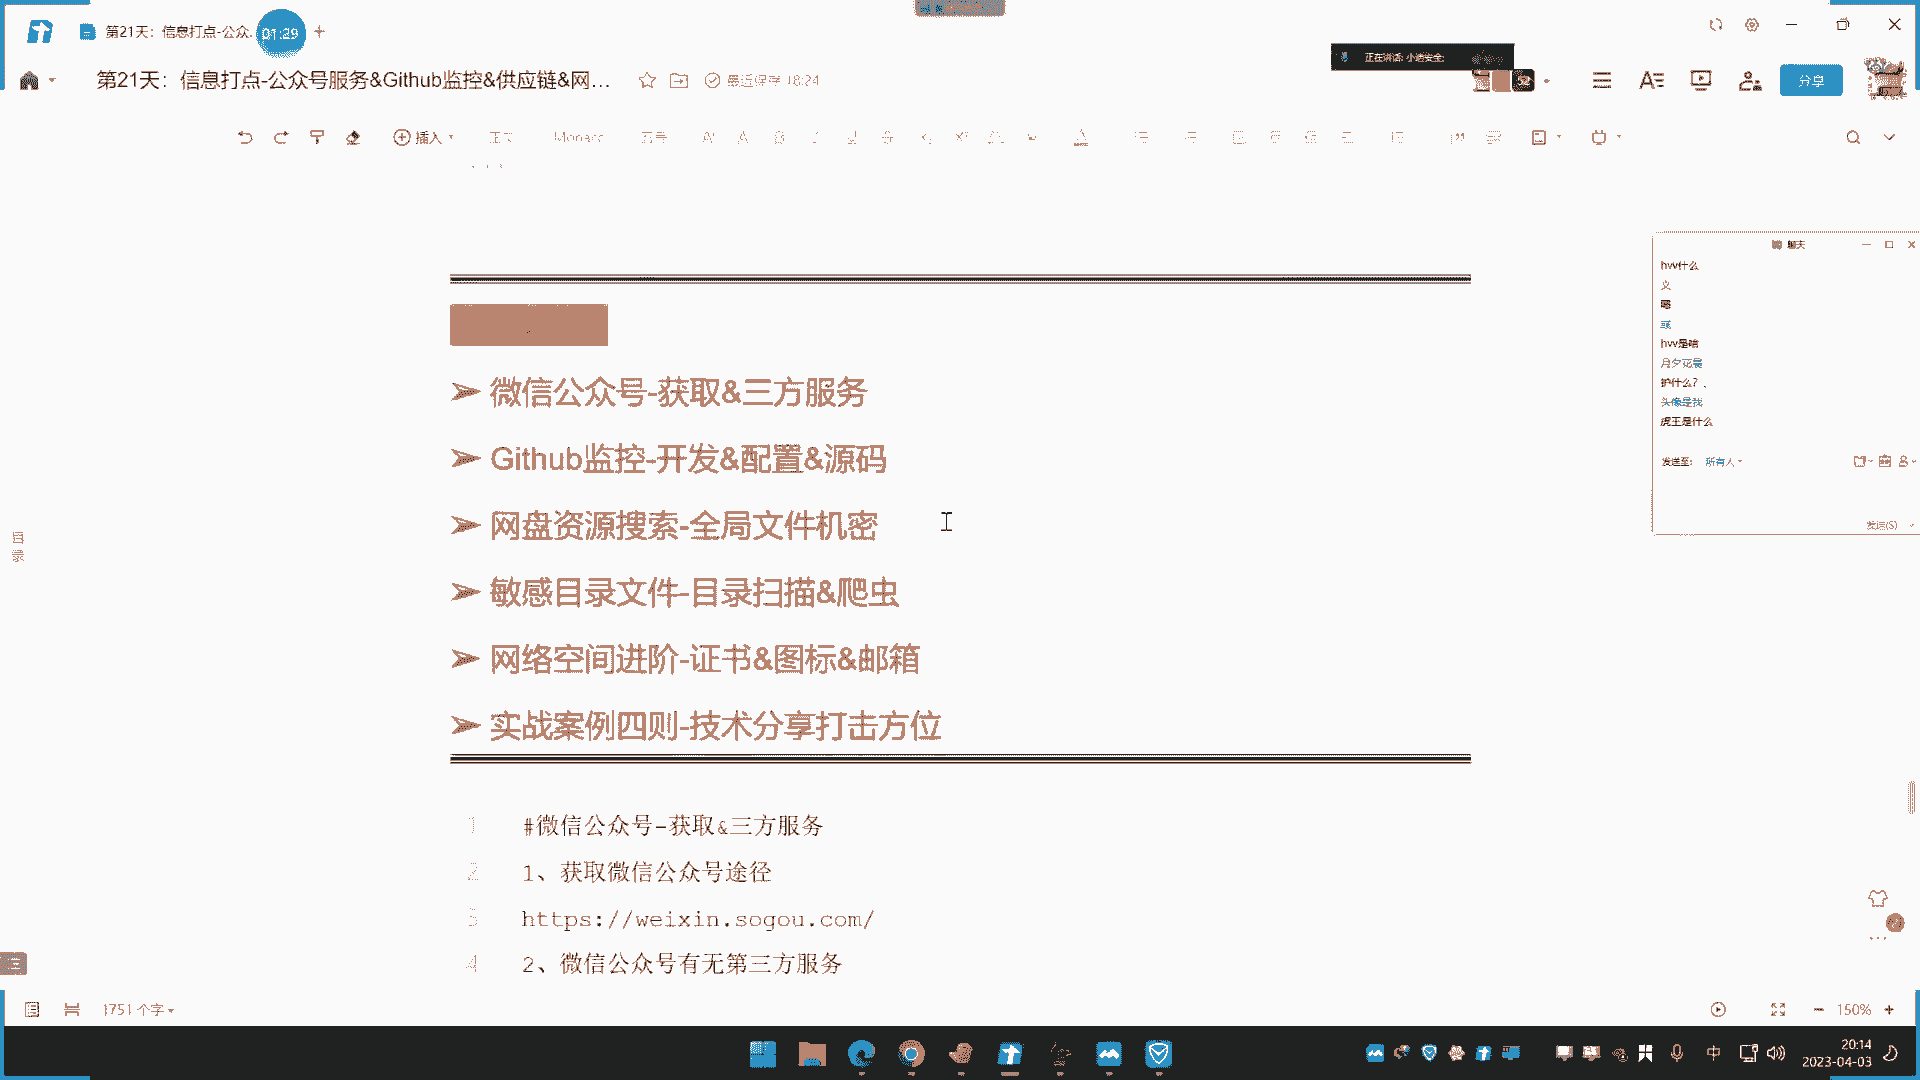 第21天：信息打点-公众.
01:29
第21天：信息打点-公众号服务&Github监控&供应链&网...
最近保存 18:24
正在讲话: 小迪安全;
分享
插入
正文
Monaco
目录
微信公众号-获取&三方服务
Github监控-开发&配置&源码
网盘资源搜索-全局文件机密
敏感目录文件-目录扫描&爬虫
网络空间进阶-证书&图标&邮箱
实战案例四则-技术分享打击方位
1 #微信公众号-获取&三方服务
2 1、获取微信公众号途径
3 https://weixin.sogou.com/
4 2、微信公众号有无第三方服务
聊天
hvv什么
义
嗯
或
hvv是啥
月夕花晨
护什么？、
头像是我
虎王是什么
发送至: 所有人
发送(S)
1751 个字
150%
中
20:14
2023-04-03